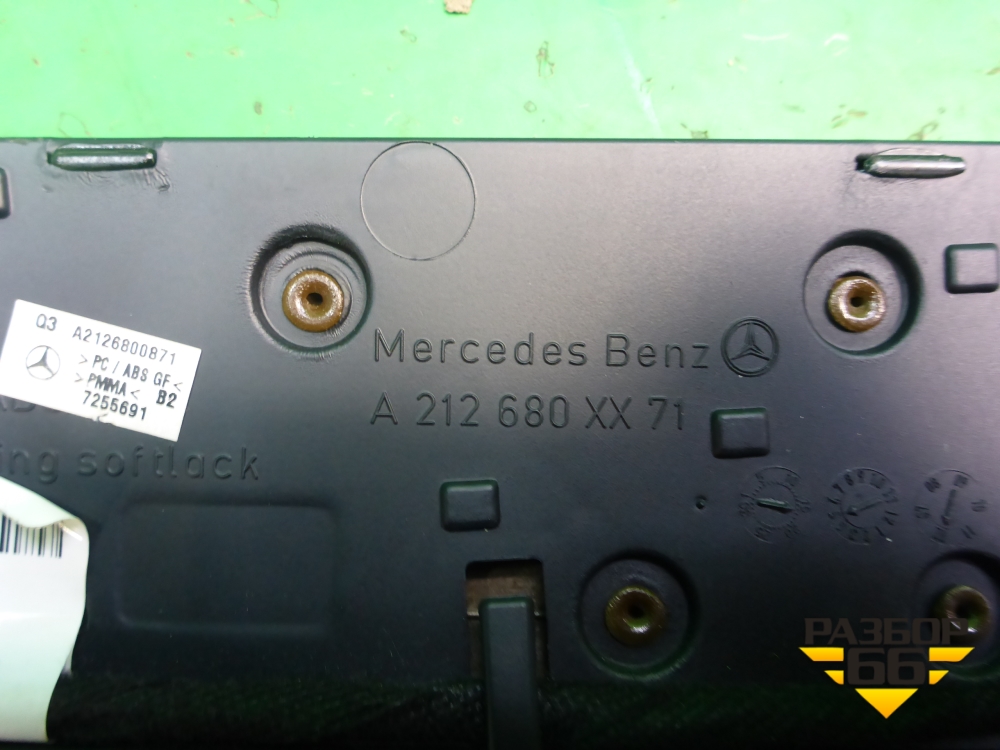 Q3 A2126800871
>PC/ABS GF<
>PMMA< B2
7255691
Mercedes Benz
A 212 680 XX 71
ing softlack
РАЗБОР
66